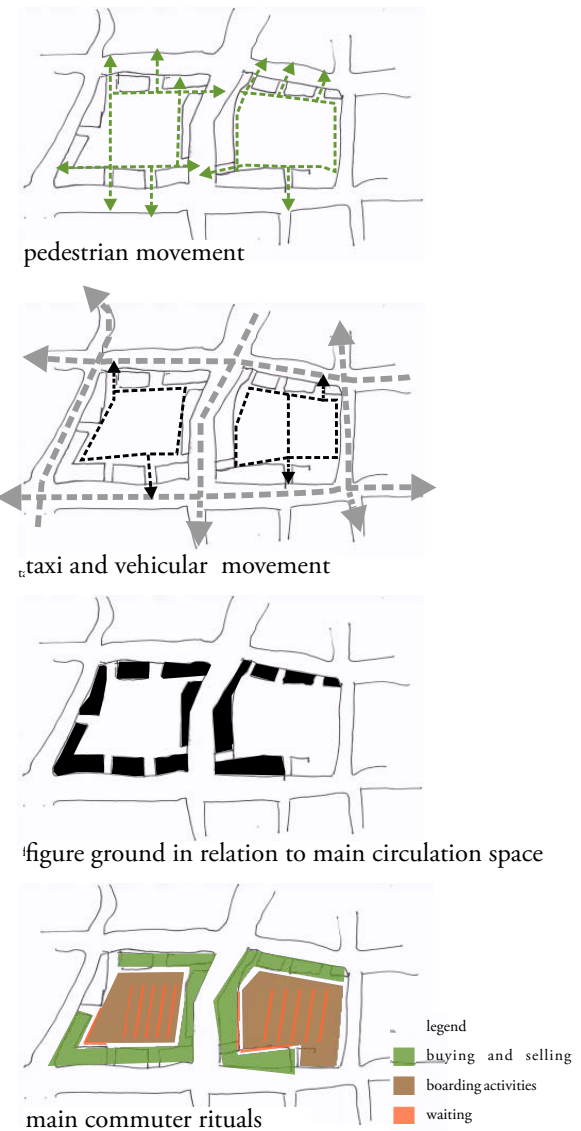 pedestrian movement
taxi and vehicular movement
figure ground in relation to main circulation space
legend
buying and selling
boarding activities
waiting
main commuter rituals